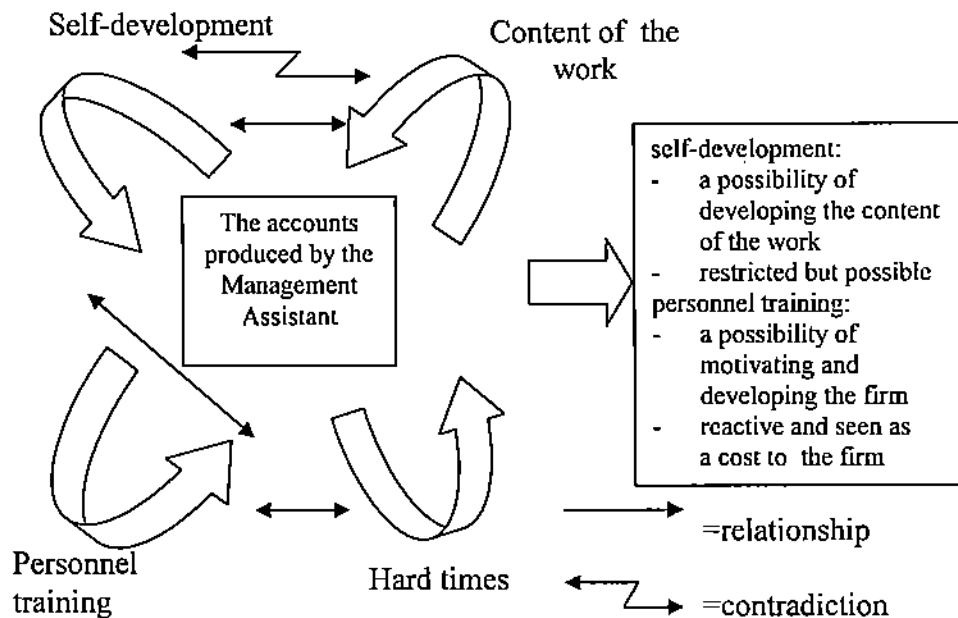 Self-development
Content of the
work
The accounts
produced by the
Management
Assistant
self-development:
- a possibility of
developing the content
of the work
- restricted but possible
personnel training:
- a possibility of
motivating and
developing the firm
- reactive and seen as
a cost to the firm
Personnel
training
Hard times
=relationship
=contradiction